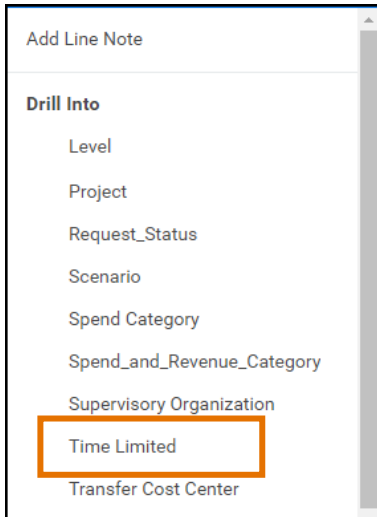 Add Line Note
Drill Into
Level
Project
Request_Status
Scenario
Spend Category
Spend_and_Revenue_Category
Supervisory Organization
Time Limited
Transfer Cost Center